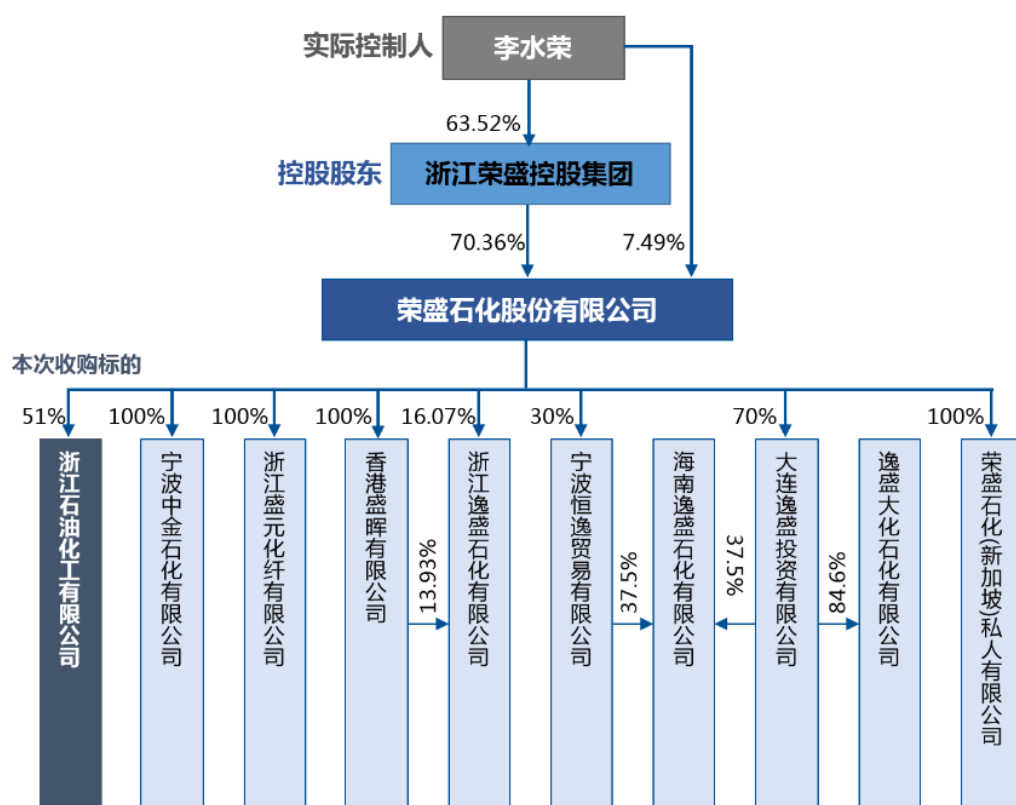 实际控制人
李水荣
63.52%
控股股东
浙江荣盛控股集团
70.36%
7.49%
荣盛石化股份有限公司
本次收购标的
51%
100%
100%
100%
16.07%
30%
70%
100%
浙江石油化工有限公司
宁波中金石化有限公司
浙江盛元化纤有限公司
香港盛晖有限公司
13.93%
浙江逸盛石化有限公司
宁波恒逸贸易有限公司
37.5%
海南逸盛石化有限公司
37.5%
大连逸盛投资有限公司
84.6%
逸盛大化石化有限公司
荣盛石化(新加坡)私人有限公司